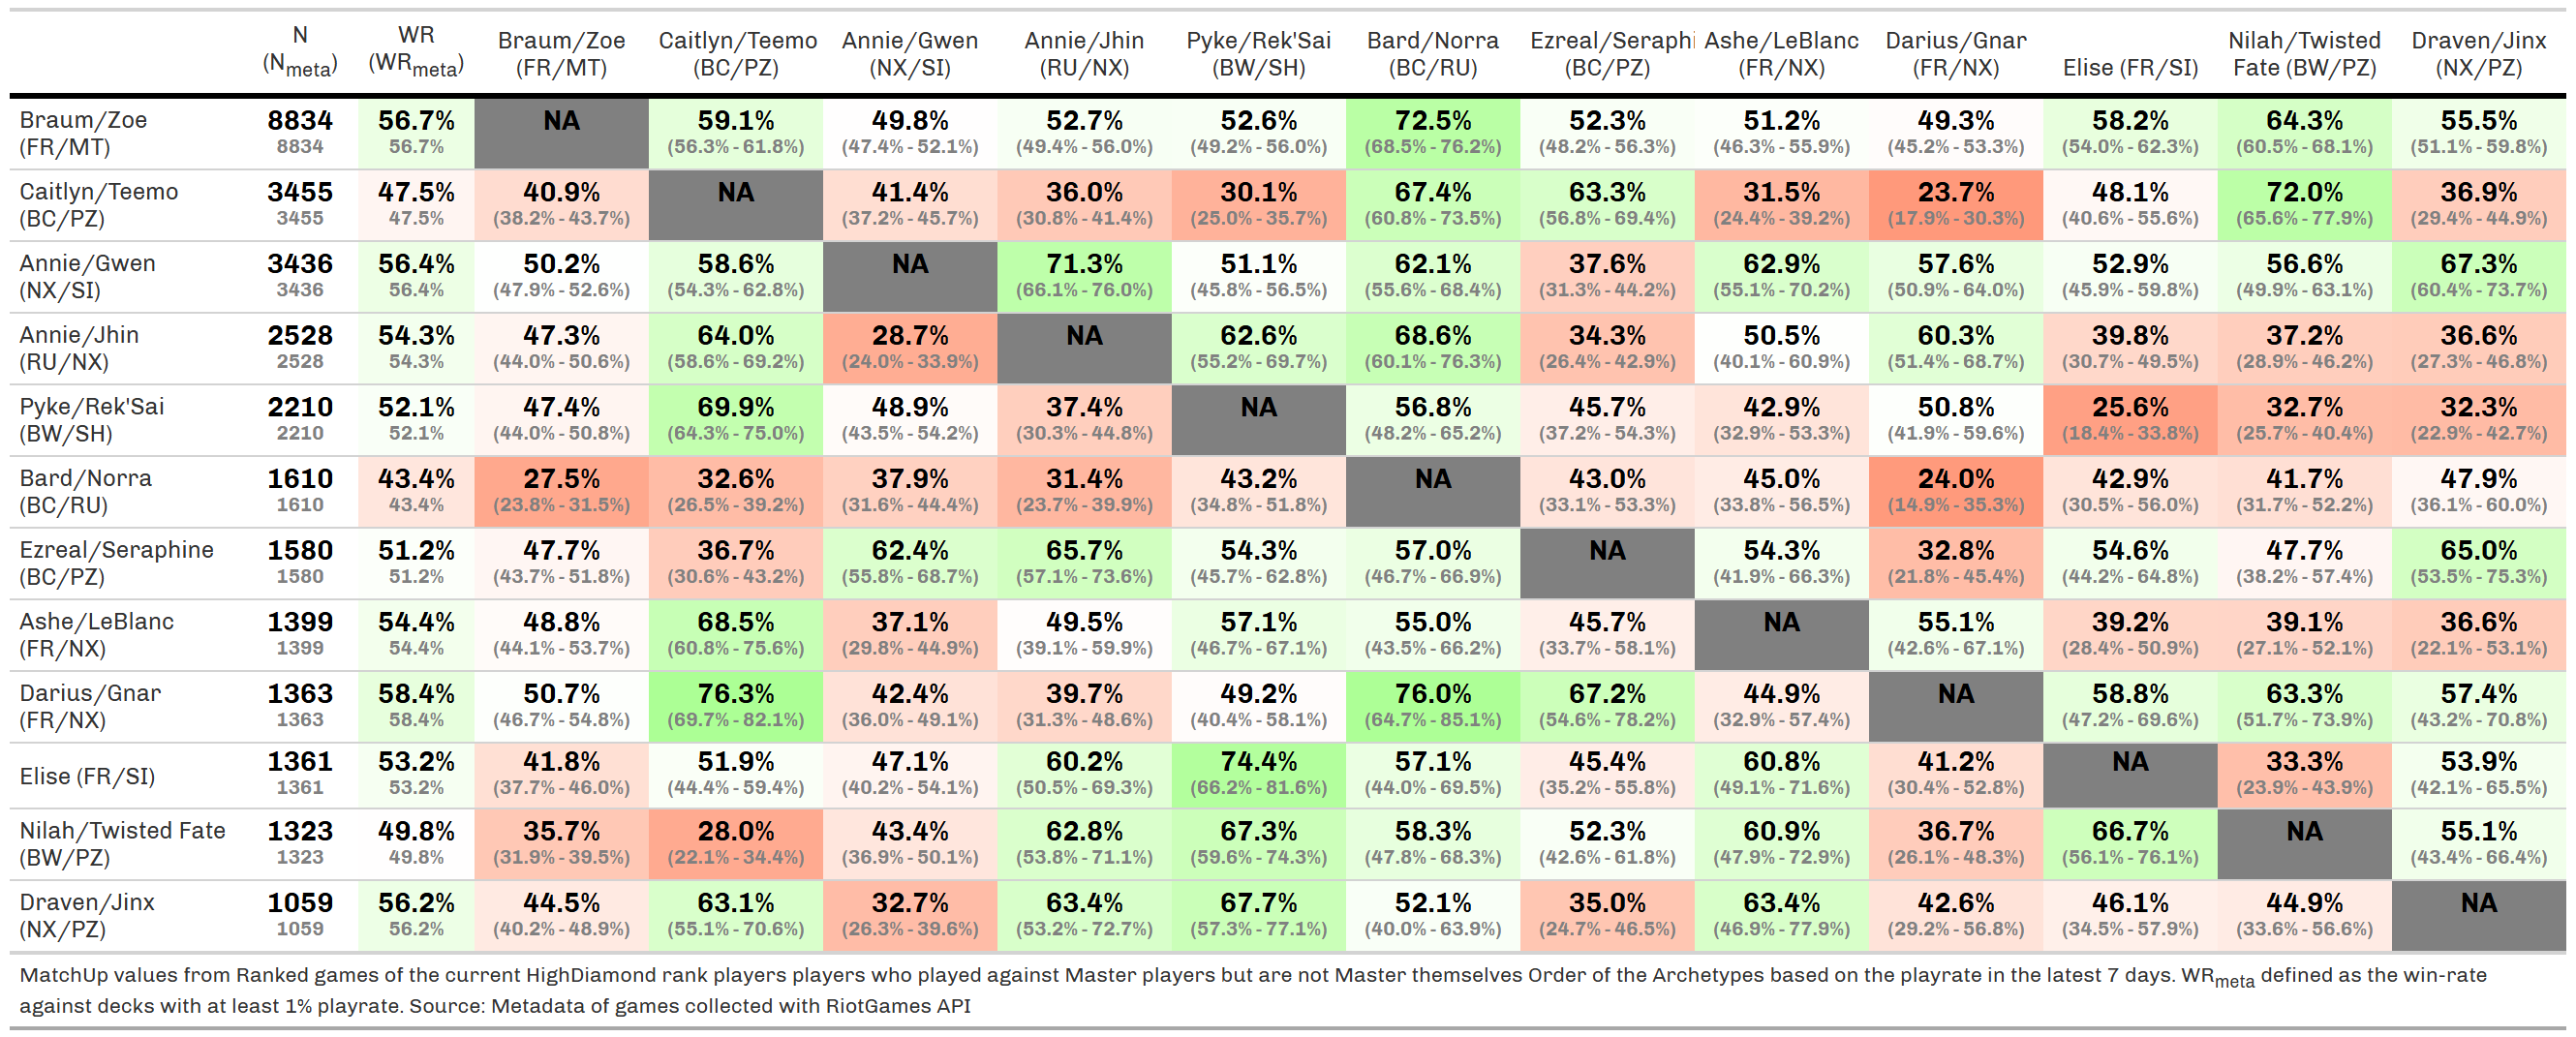 N WR Braum/Zoe Caitlyn/Teemo Annie/Gwen Annie/Jhin Pyke/Rek'Sai Bard/Norra Ezreal/Seraphi Ashe/LeBlanc Darius/Gnar Elise (FR/SI) Nilah/Twisted Draven/Jinx
(Nmeta) (WRmeta) (FR/MT) (BC/PZ) (NX/SI) (RU/NX) (BW/SH) (BC/RU) (BC/PZ) (FR/NX) (FR/NX) Fate (BW/PZ) (NX/PZ)
Braum/Zoe 8834 56.7% NA 59.1% 49.8% 52.7% 52.6% 72.5% 52.3% 51.2% 49.3% 58.2% 64.3% 55.5%
(FR/MT) 8834 56.7% (56.3% - 61.8%) (47.4% - 52.1%) (49.4% - 56.0%) (49.2% - 56.0%) (68.5% - 76.2%) (48.2% - 56.3%) (46.3% - 55.9%) (45.2% - 53.3%) (54.0% - 62.3%) (60.5% - 68.1%) (51.1% - 59.8%)
Caitlyn/Teemo 3455 47.5% 40.9% NA 41.4% 36.0% 30.1% 67.4% 63.3% 31.5% 23.7% 48.1% 72.0% 36.9%
(BC/PZ) 3455 47.5% (38.2% - 43.7%) (37.2% - 45.7%) (30.8% - 41.4%) (25.0% - 35.7%) (60.8% - 73.5%) (56.8% - 69.4%) (24.4% - 39.2%) (17.9% - 30.3%) (40.6% - 55.6%) (65.6% - 77.9%) (29.4% - 44.9%)
Annie/Gwen 3436 56.4% 50.2% 58.6% NA 71.3% 51.1% 62.1% 37.6% 62.9% 57.6% 52.9% 56.6% 67.3%
(NX/SI) 3436 56.4% (47.9% - 52.6%) (54.3% - 62.8%) (66.1% - 76.0%) (45.8% - 56.5%) (55.6% - 68.4%) (31.3% - 44.2%) (55.1% - 70.2%) (50.9% - 64.0%) (45.9% - 59.8%) (49.9% - 63.1%) (60.4% - 73.7%)
Annie/Jhin 2528 54.3% 47.3% 64.0% 28.7% NA 62.6% 68.6% 34.3% 50.5% 60.3% 39.8% 37.2% 36.6%
(RU/NX) 2528 54.3% (44.0% - 50.6%) (58.6% - 69.2%) (24.0% - 33.9%) (55.2% - 69.7%) (60.1% - 76.3%) (26.4% - 42.9%) (40.1% - 60.9%) (51.4% - 68.7%) (30.7% - 49.5%) (28.9% - 46.2%) (27.3% - 46.8%)
Pyke/Rek'Sai 2210 52.1% 47.4% 69.9% 48.9% 37.4% NA 56.8% 45.7% 42.9% 50.8% 25.6% 32.7% 32.3%
(BW/SH) 2210 52.1% (44.0% - 50.8%) (64.3% - 75.0%) (43.5% - 54.2%) (30.3% - 44.8%) (48.2% - 65.2%) (37.2% - 54.3%) (32.9% - 53.3%) (41.9% - 59.6%) (18.4% - 33.8%) (25.7% - 40.4%) (22.9% - 42.7%)
Bard/Norra 1610 43.4% 27.5% 32.6% 37.9% 31.4% 43.2% NA 43.0% 45.0% 24.0% 42.9% 41.7% 47.9%
(BC/RU) 1610 43.4% (23.8% - 31.5%) (26.5% - 39.2%) (31.6% - 44.4%) (23.7% - 39.9%) (34.8% - 51.8%) (33.1% - 53.3%) (33.8% - 56.5%) (14.9% - 35.3%) (30.5% - 56.0%) (31.7% - 52.2%) (36.1% - 60.0%)
Ezreal/Seraphine 1580 51.2% 47.7% 36.7% 62.4% 65.7% 54.3% 57.0% NA 54.3% 32.8% 54.6% 47.7% 65.0%
(BC/PZ) 1580 51.2% (43.7% - 51.8%) (30.6% - 43.2%) (55.8% - 68.7%) (57.1% - 73.6%) (45.7% - 62.8%) (46.7% - 66.9%) (41.9% - 66.3%) (21.8% - 45.4%) (44.2% - 64.8%) (38.2% - 57.4%) (53.5% - 75.3%)
Ashe/LeBlanc 1399 54.4% 48.8% 68.5% 37.1% 49.5% 57.1% 55.0% 45.7% NA 55.1% 39.2% 39.1% 36.6%
(FR/NX) 1399 54.4% (44.1% - 53.7%) (60.8% - 75.6%) (29.8% - 44.9%) (39.1% - 59.9%) (46.7% - 67.1%) (43.5% - 66.2%) (33.7% - 58.1%) (42.6% - 67.1%) (28.4% - 50.9%) (27.1% - 52.1%) (22.1% - 53.1%)
Darius/Gnar 1363 58.4% 50.7% 76.3% 42.4% 39.7% 49.2% 76.0% 67.2% 44.9% NA 58.8% 63.3% 57.4%
(FR/NX) 1363 58.4% (46.7% - 54.8%) (69.7% - 82.1%) (36.0% - 49.1%) (31.3% - 48.6%) (40.4% - 58.1%) (64.7% - 85.1%) (54.6% - 78.2%) (32.9% - 57.4%) (47.2% - 69.6%) (51.7% - 73.9%) (43.2% - 70.8%)
Elise (FR/SI) 1361 53.2% 41.8% 51.9% 47.1% 60.2% 74.4% 57.1% 45.4% 60.8% 41.2% NA 33.3% 53.9%
1361 53.2% (37.7% - 46.0%) (44.4% - 59.4%) (40.2% - 54.1%) (50.5% - 69.3%) (66.2% - 81.6%) (44.0% - 69.5%) (35.2% - 55.8%) (49.1% - 71.6%) (30.4% - 52.8%) (23.9% - 43.9%) (42.1% - 65.5%)
Nilah/Twisted Fate 1323 49.8% 35.7% 28.0% 43.4% 62.8% 67.3% 58.3% 52.3% 60.9% 36.7% 66.7% NA 55.1%
(BW/PZ) 1323 49.8% (31.9% - 39.5%) (22.1% - 34.4%) (36.9% - 50.1%) (53.8% - 71.1%) (59.6% - 74.3%) (47.8% - 68.3%) (42.6% - 61.8%) (47.9% - 72.9%) (26.1% - 48.3%) (56.1% - 76.1%) (43.4% - 66.4%)
Draven/Jinx 1059 56.2% 44.5% 63.1% 32.7% 63.4% 67.7% 52.1% 35.0% 63.4% 42.6% 46.1% 44.9% NA
(NX/PZ) 1059 56.2% (40.2% - 48.9%) (55.1% - 70.6%) (26.3% - 39.6%) (53.2% - 72.7%) (57.3% - 77.1%) (40.0% - 63.9%) (24.7% - 46.5%) (46.9% - 77.9%) (29.2% - 56.8%) (34.5% - 57.9%) (33.6% - 56.6%)
MatchUp values from Ranked games of the current HighDiamond rank players players who played against Master players but are not Master themselves Order of the Archetypes based on the playrate in the latest 7 days. WRmeta defined as the win-rate
against decks with at least 1% playrate. Source: Metadata of games collected with RiotGames API